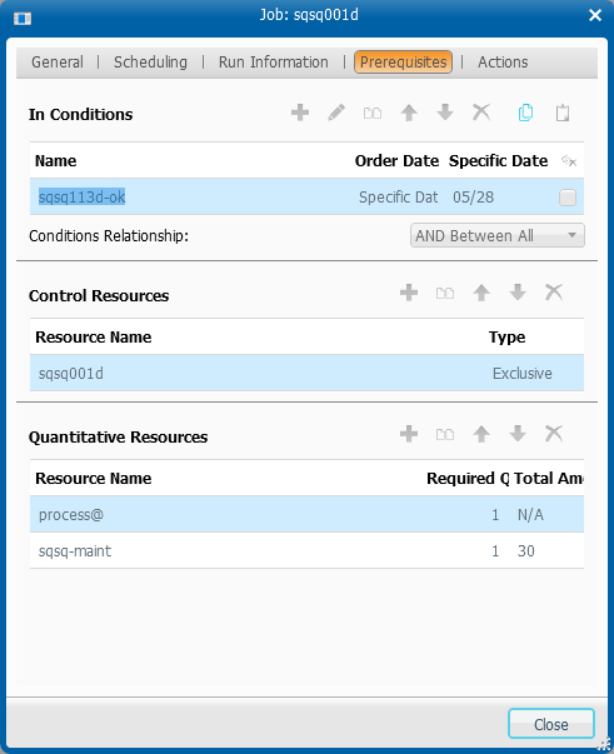 Job: sqsq001d
General | Scheduling | Run Information | Prerequisites | Actions
In Conditions
Name Order Date Specific Date
sqsq113d-ok Specific Dat 05/28
Conditions Relationship: AND Between All
Control Resources
Resource Name Type
sqsq001d Exclusive
Quantitative Resources
Resource Name Required Q Total Am
process@ 1 N/A
sqsq-maint 1 30
Close